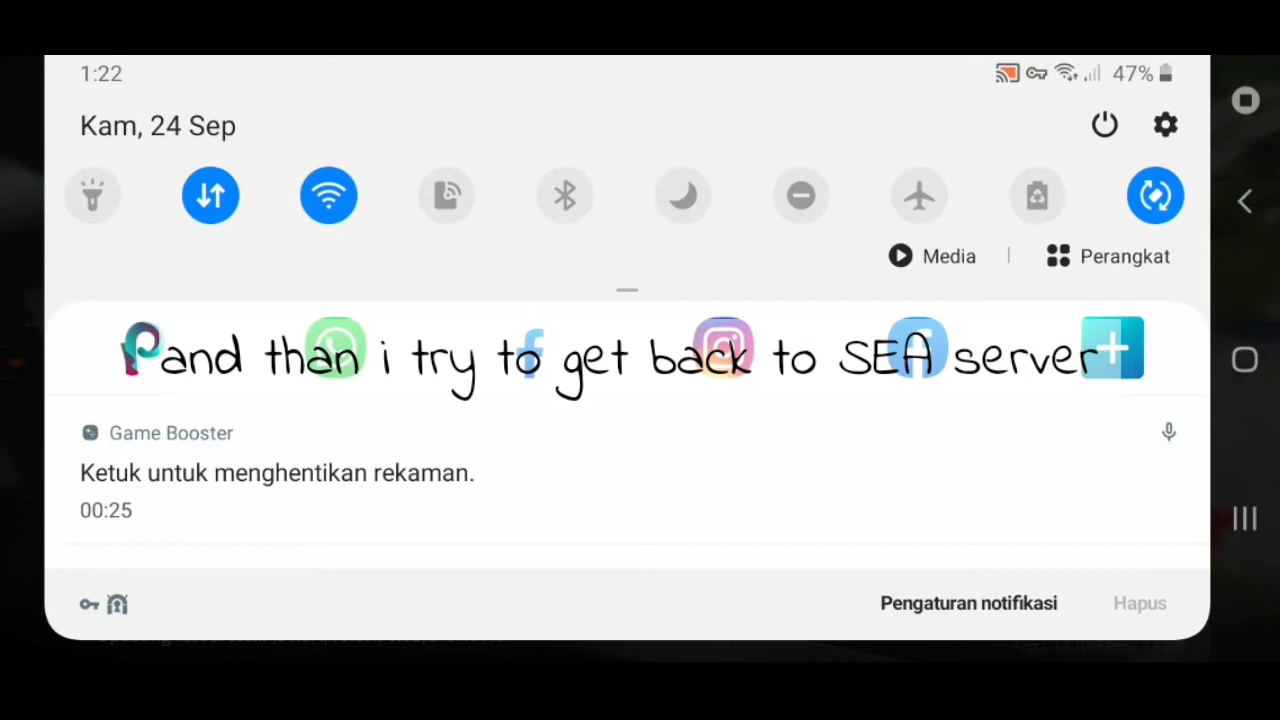 1:22
47%
Kam, 24 Sep
Media
Perangkat
and than i try to get back to SEA server
Game Booster
Ketuk untuk menghentikan rekaman.
00:25
Pengaturan notifikasi
Hapus